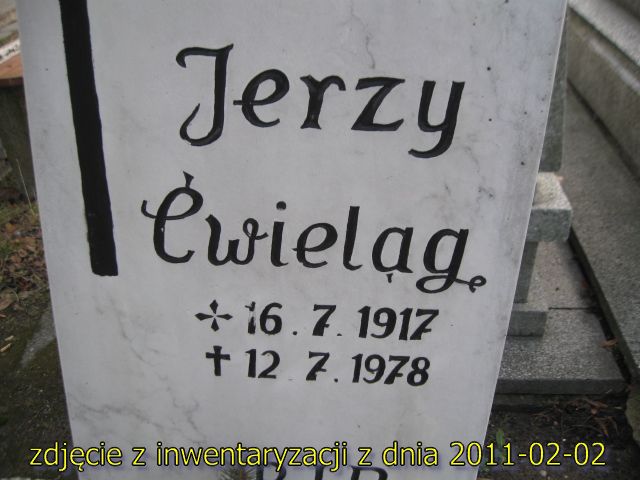 Jerzy
Ćwieląg
16.7.1917
✝ 12.7.1978
R.I.P.
zdjęcie z inwentaryzacji z dnia 2011-02-02